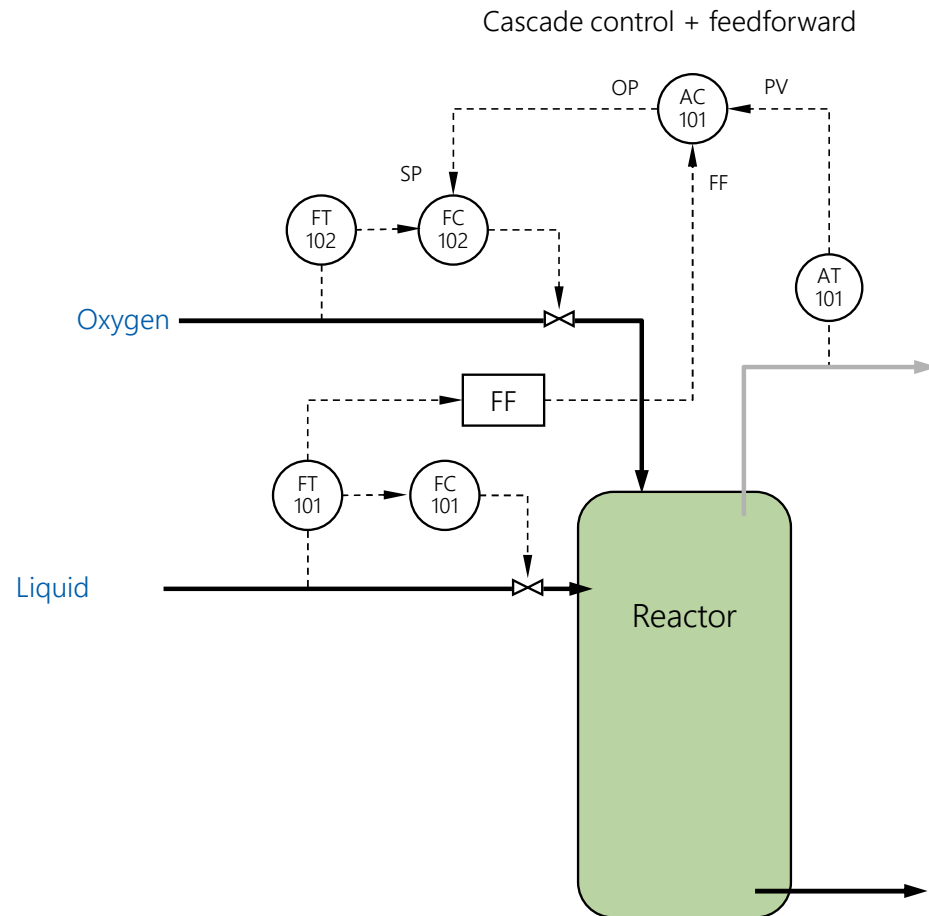 Cascade control + feedforward
OP
AC
101
PV
SP
FF
FT
102
FC
102
AT
101
Oxygen
FF
FT
101
FC
101
Liquid
Reactor